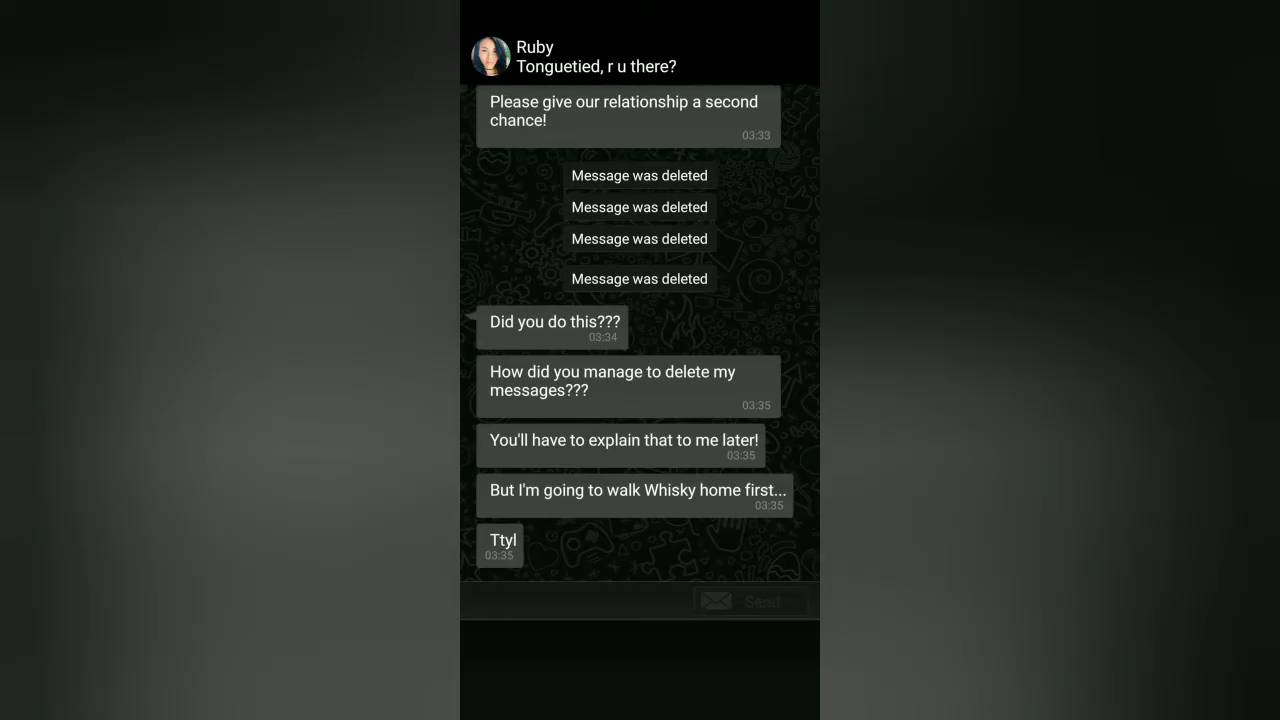 Ruby
Tonguetied, r u there?
Please give our relationship a second
chance!
03:33
Message was deleted
Message was deleted
Message was deleted
Message was deleted
Did you do this???
03:34
How did you manage to delete my
messages???
03:35
You'll have to explain that to me later!
03:35
But I'm going to walk Whisky home first...
03:35
Ttyl
03:35
Send